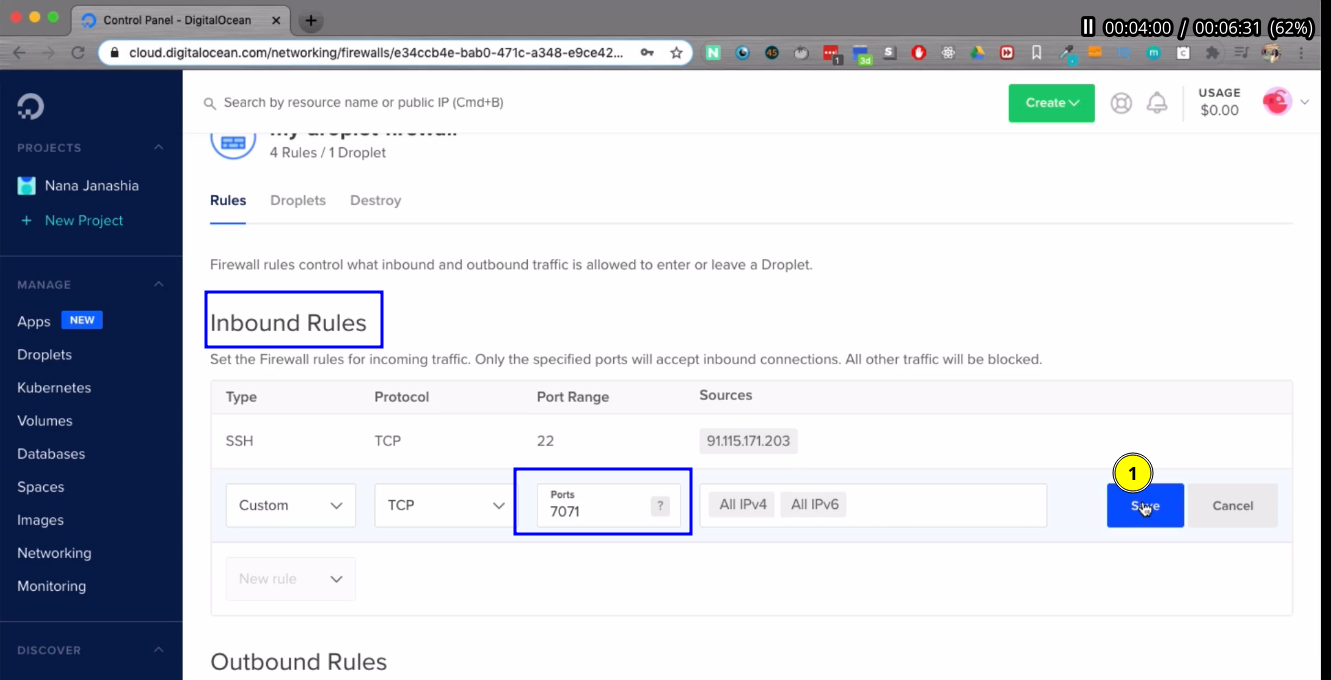 Control Panel - DigitalOcean
00:04:00 / 00:06:31 (62%)
cloud.digitalocean.com/networking/firewalls/e34ccb4e-bab0-471c-a348-e9ce42...
Search by resource name or public IP (Cmd+B)
Create
USAGE
$0.00
PROJECTS
Nana Janashia
+ New Project
MANAGE
Apps NEW
Droplets
Kubernetes
Volumes
Databases
Spaces
Images
Networking
Monitoring
DISCOVER
my droplet firewall
4 Rules / 1 Droplet
Rules Droplets Destroy
Firewall rules control what inbound and outbound traffic is allowed to enter or leave a Droplet.
Inbound Rules
Set the Firewall rules for incoming traffic. Only the specified ports will accept inbound connections. All other traffic will be blocked.
Type Protocol Port Range Sources
SSH TCP 22 91.115.171.203
1
Custom TCP Ports 7071 ? All IPv4 All IPv6 Save Cancel
New rule
Outbound Rules